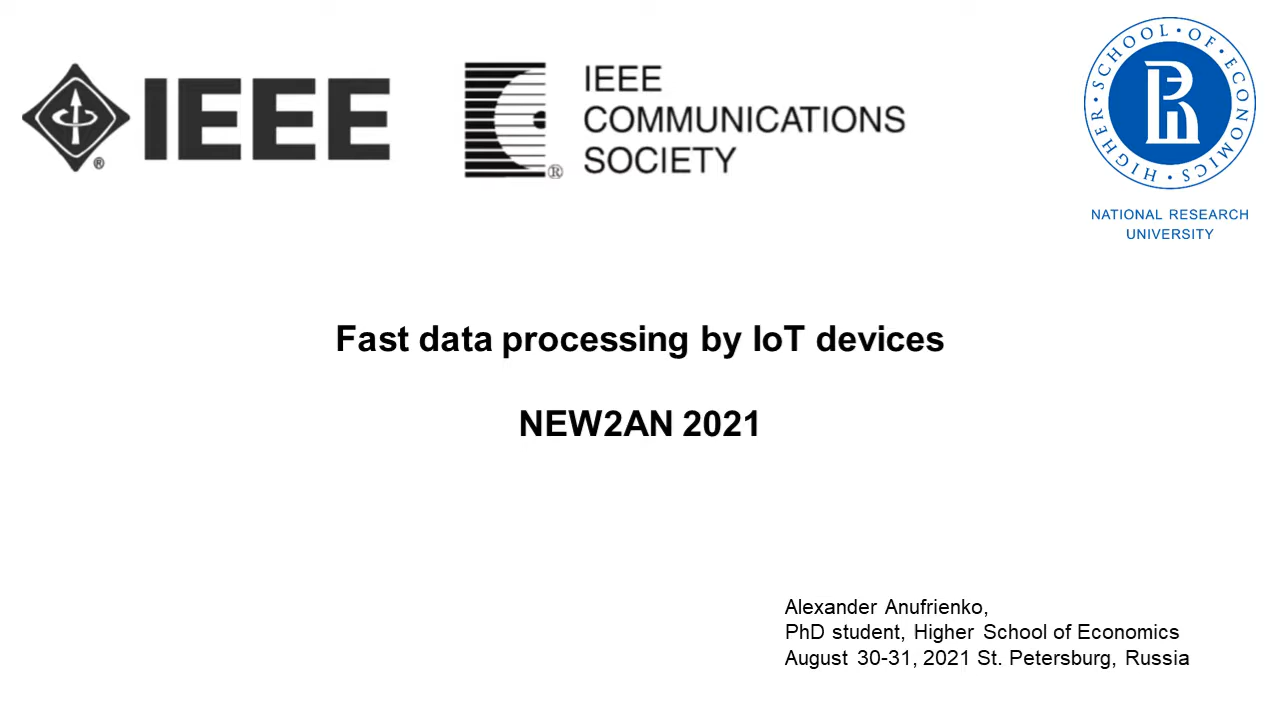 IEEE
®
IEEE
COMMUNICATIONS
SOCIETY
®
HIGHER • SCHOOL • OF • ECONOMICS •
NATIONAL RESEARCH
UNIVERSITY
Fast data processing by IoT devices
NEW2AN 2021
Alexander Anufrienko,
PhD student, Higher School of Economics
August 30-31, 2021 St. Petersburg, Russia